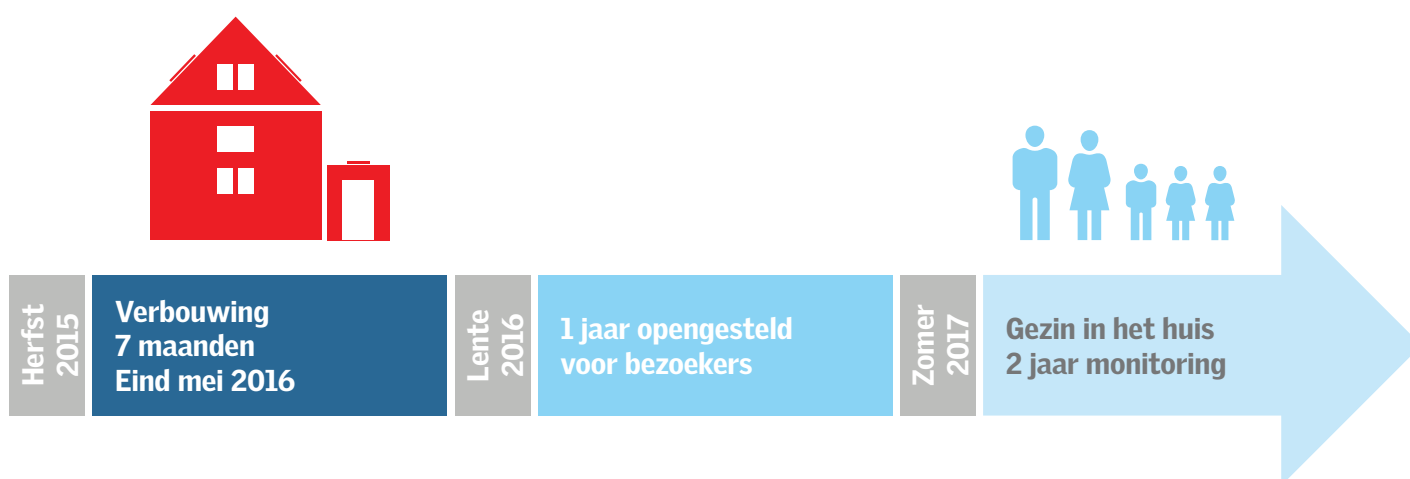 Herfst
2015
Verbouwing
7 maanden
Eind mei 2016
Lente
2016
1 jaar opengesteld
voor bezoekers
Zomer
2017
Gezin in het huis
2 jaar monitoring